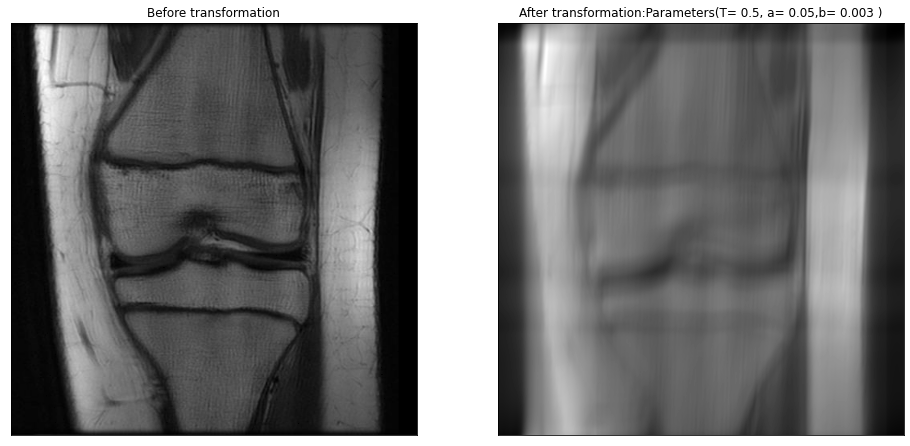 Before transformation
After transformation:Parameters(T= 0.5, a= 0.05,b= 0.003 )